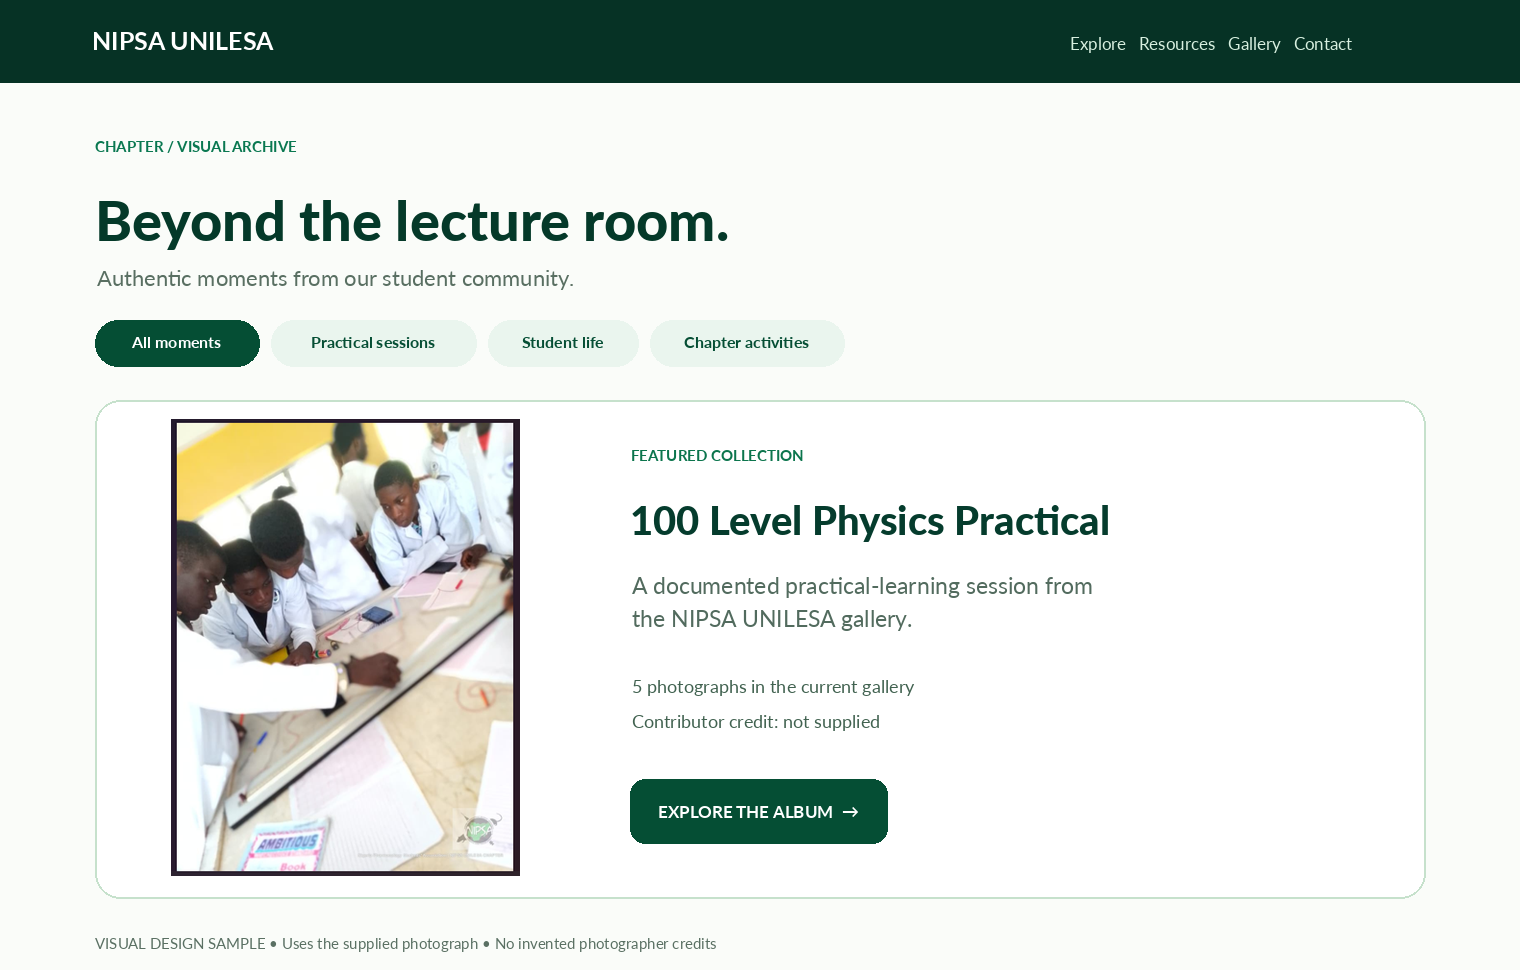 NIPSA UNILESA
Explore Resources Gallery Contact
CHAPTER / VISUAL ARCHIVE
Beyond the lecture room.
Authentic moments from our student community.
All moments
Practical sessions
Student life
Chapter activities
FEATURED COLLECTION
100 Level Physics Practical
A documented practical-learning session from
the NIPSA UNILESA gallery.
5 photographs in the current gallery
Contributor credit: not supplied
EXPLORE THE ALBUM →
NIPSA
AMBITIOUS
Book
VISUAL DESIGN SAMPLE • Uses the supplied photograph • No invented photographer credits